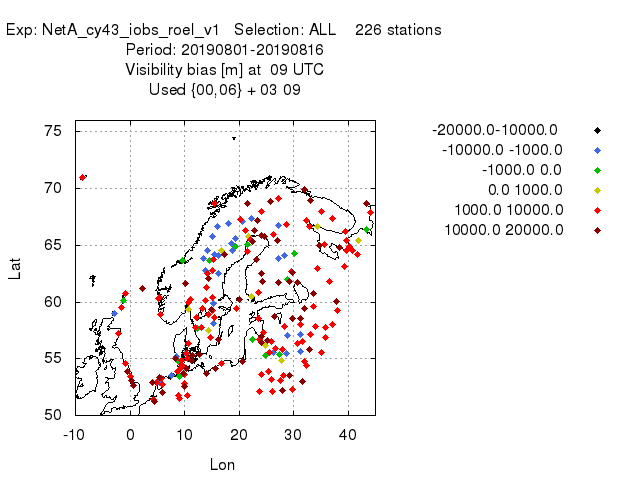 Exp: NetA_cy43_iobs_roel_v1 Selection: ALL 226 stations
Period: 20190801-20190816
Visibility bias [m] at 09 UTC
Used {00,06} + 03 09
-20000.0-10000.0
-10000.0 -1000.0
-1000.0 0.0
0.0 1000.0
1000.0 10000.0
10000.0 20000.0
75
70
65
60
55
50
Lat
-10 0 10 20 30 40
Lon